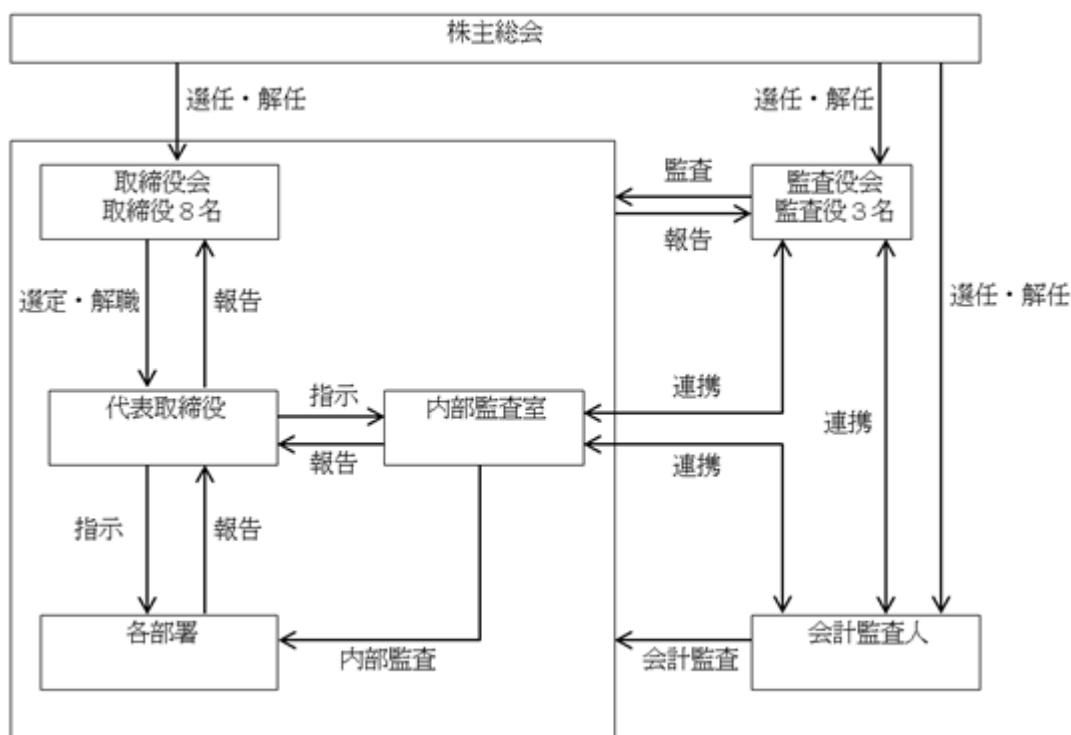 株主総会
選任・解任
選任・解任
取締役会
取締役８名
監査
監査役会
監査役３名
報告
選定・解職
報告
選任・解任
代表取締役
指示
内部監査室
連携
連携
報告
連携
指示
報告
各部署
内部監査
会計監査
会計監査人